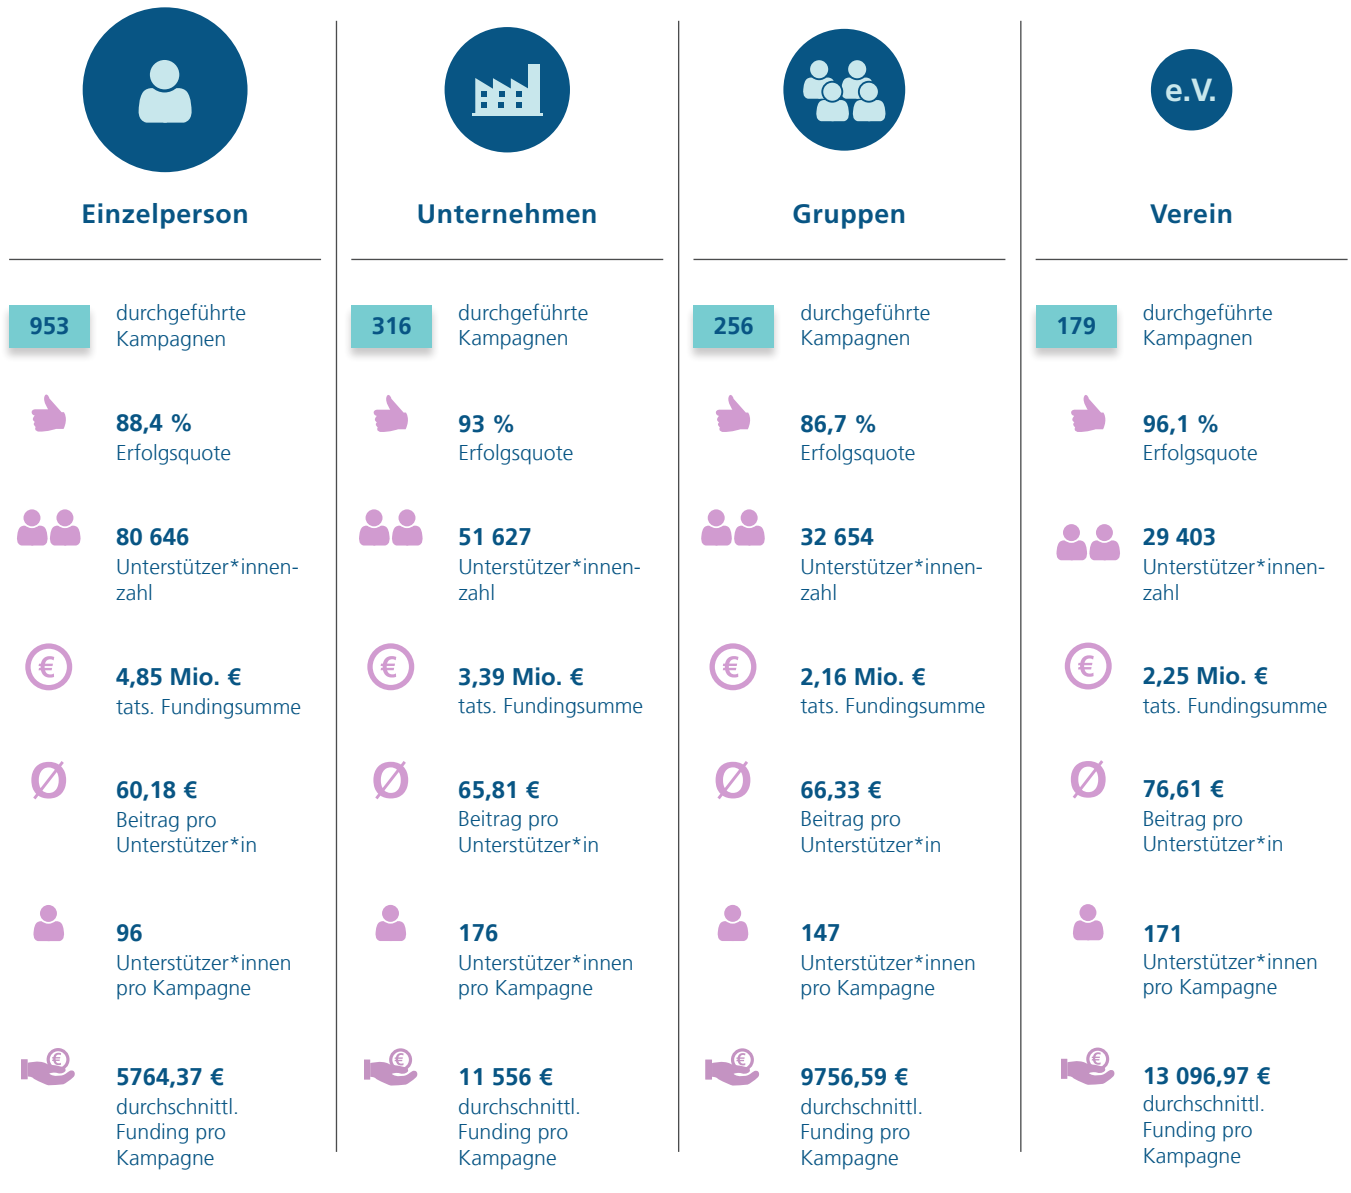 Einzelperson
953
durchgeführte
Kampagnen
88,4 %
Erfolgsquote
80 646
Unterstützer*innen-
zahl
€
4,85 Mio. €
tats. Fundingsumme
Ø
60,18 €
Beitrag pro
Unterstützer*in
96
Unterstützer*innen
pro Kampagne
€
5764,37 €
durchschnittl.
Funding pro
Kampagne
Unternehmen
316
durchgeführte
Kampagnen
93 %
Erfolgsquote
51 627
Unterstützer*innen-
zahl
€
3,39 Mio. €
tats. Fundingsumme
Ø
65,81 €
Beitrag pro
Unterstützer*in
176
Unterstützer*innen
pro Kampagne
€
11 556 €
durchschnittl.
Funding pro
Kampagne
Gruppen
256
durchgeführte
Kampagnen
86,7 %
Erfolgsquote
32 654
Unterstützer*innen-
zahl
€
2,16 Mio. €
tats. Fundingsumme
Ø
66,33 €
Beitrag pro
Unterstützer*in
147
Unterstützer*innen
pro Kampagne
€
9756,59 €
durchschnittl.
Funding pro
Kampagne
e.V.
Verein
179
durchgeführte
Kampagnen
96,1 %
Erfolgsquote
29 403
Unterstützer*innen-
zahl
€
2,25 Mio. €
tats. Fundingsumme
Ø
76,61 €
Beitrag pro
Unterstützer*in
171
Unterstützer*innen
pro Kampagne
€
13 096,97 €
durchschnittl.
Funding pro
Kampagne